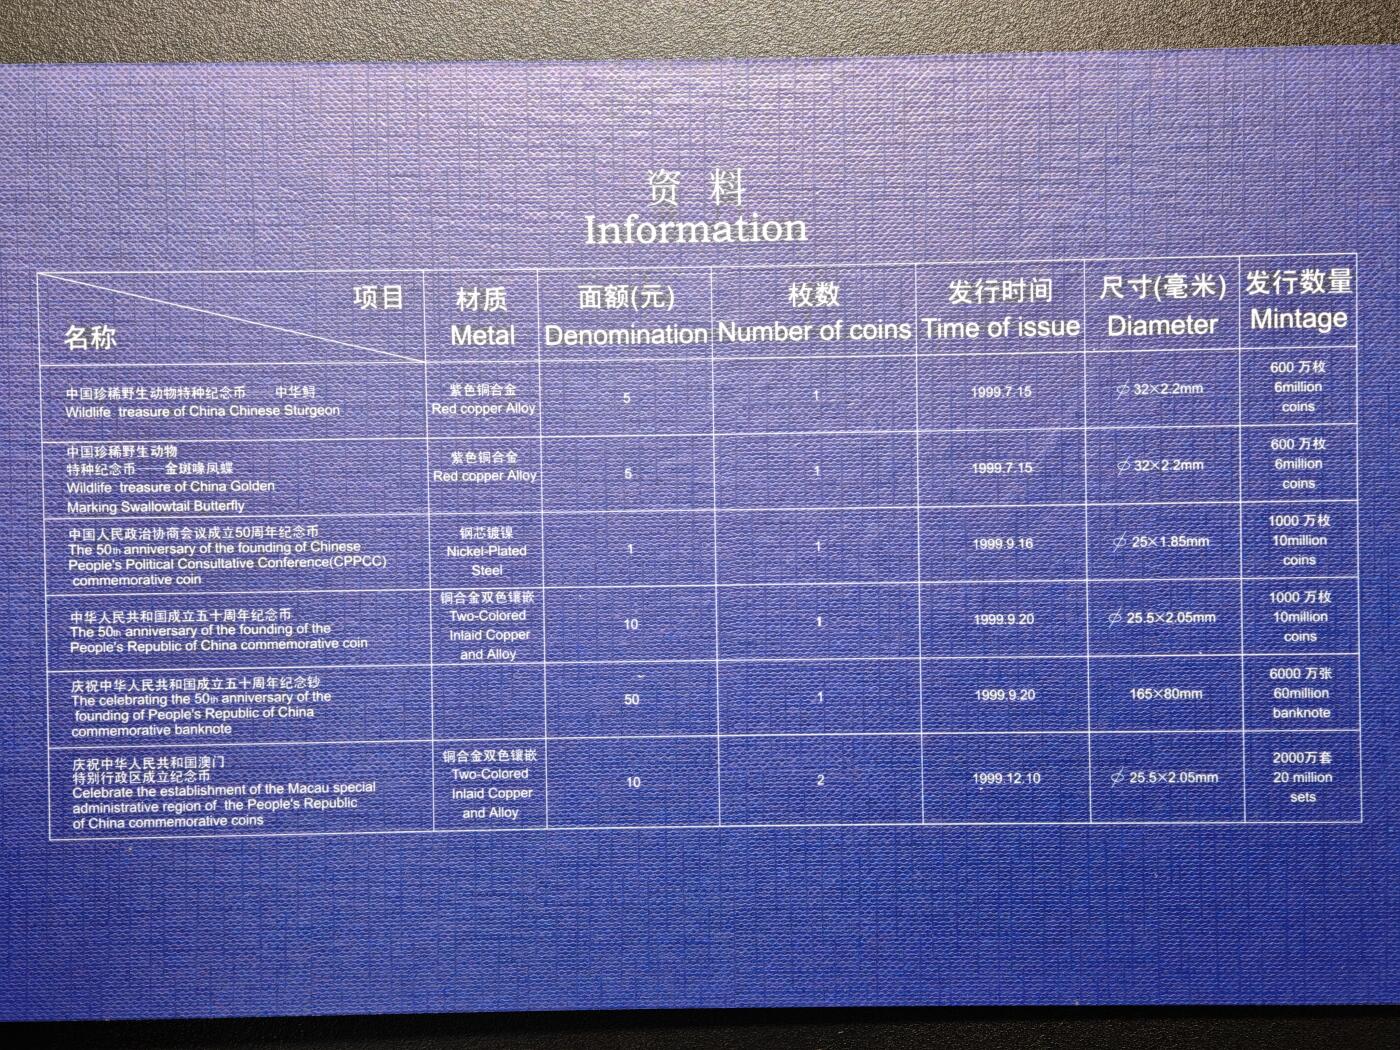 资 料
Information
项目
名称
材质
Metal
面额(元)
Denomination
枚数
Number of coins
发行时间
Time of issue
尺寸(毫米)
Diameter
发行数量
Mintage
中国珍稀野生动物特种纪念币 中华鲟
Wildlife treasure of China Chinese Sturgeon
紫色铜合金
Red copper Alloy
5
1
1999.7.15
∅ 32×2.2mm
600 万枚
6million
coins
中国珍稀野生动物
特种纪念币 金斑喙凤蝶
Wildlife treasure of China Golden
Marking Swallowtail Butterfly
紫色铜合金
Red copper Alloy
5
1
1999.7.15
∅ 32×2.2mm
600 万枚
6million
coins
中国人民政治协商会议成立50周年纪念币
The 50th anniversary of the founding of Chinese
People's Political Consultative Conference(CPPCC)
commemorative coin
钢芯镀镍
Nickel-Plated
Steel
1
1
1999.9.16
∅ 25×1.85mm
1000 万枚
10million
coins
中华人民共和国成立五十周年纪念币
The 50th anniversary of the founding of the
People's Republic of China commemorative coin
铜合金双色镶嵌
Two-Colored
Inlaid Copper
and Alloy
10
1
1999.9.20
∅ 25.5×2.05mm
1000 万枚
10million
coins
庆祝中华人民共和国成立五十周年纪念钞
The celebrating the 50th anniversary of the
founding of People's Republic of China
commemorative banknote
50
1
1999.9.20
165×80mm
6000 万张
60million
banknote
庆祝中华人民共和国澳门
特别行政区成立纪念币
Celebrate the establishment of the Macau special
administrative region of the People's Republic
of China commemorative coins
铜合金双色镶嵌
Two-Colored
Inlaid Copper
and Alloy
10
2
1999.12.10
∅ 25.5×2.05mm
2000万套
20 million
sets